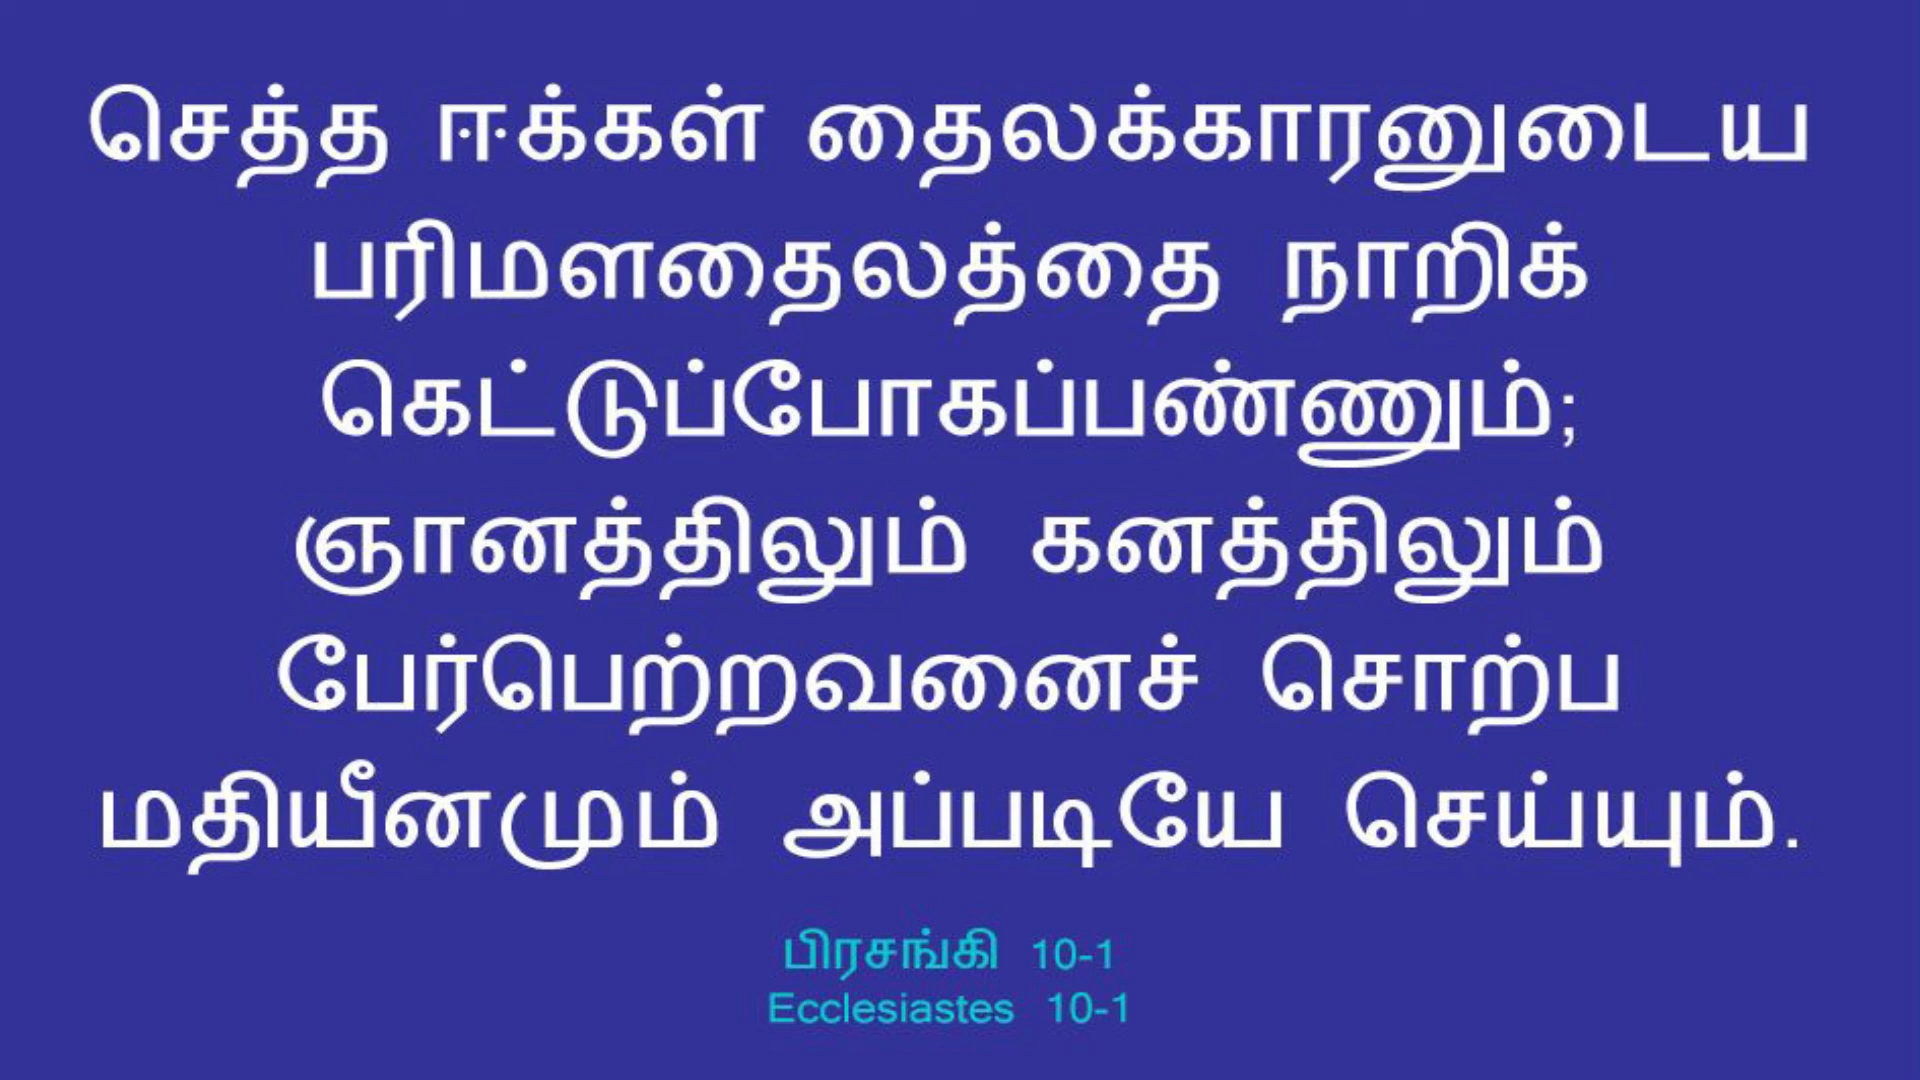 செத்த ஈக்கள் தைலக்காரனுடைய
பரிமளதைலத்தை நாறிக்
கெட்டுப்போகப்பண்ணும்;
ஞானத்திலும் கனத்திலும்
பேர்பெற்றவனைச் சொற்ப
மதியீனமும் அப்படியே செய்யும்.
பிரசங்கி 10-1
Ecclesiastes 10-1